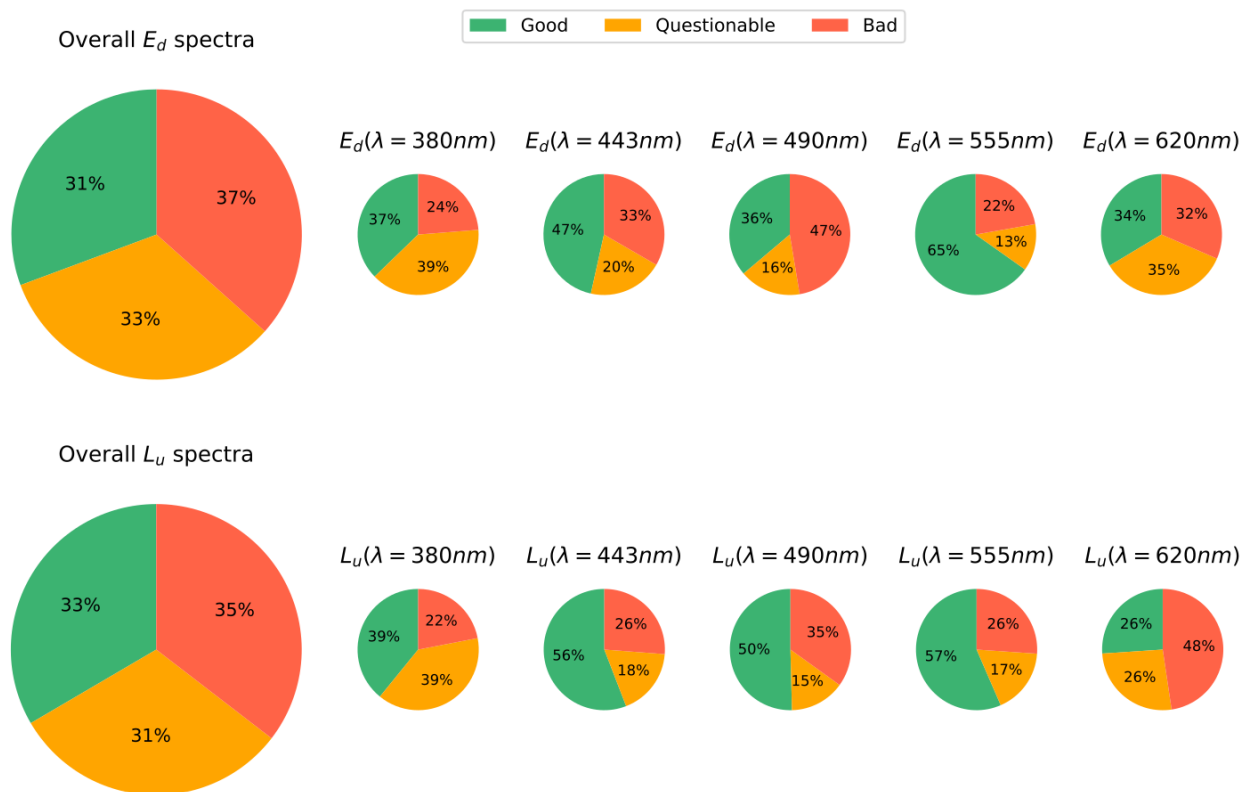 Good Questionable Bad
Overall E_d spectra
E_d(λ = 380nm) E_d(λ = 443nm) E_d(λ = 490nm) E_d(λ = 555nm) E_d(λ = 620nm)
31% 37% 33%
37% 24% 39%
47% 33% 20%
36% 47% 16%
65% 22% 13%
34% 32% 35%
Overall L_u spectra
L_u(λ = 380nm) L_u(λ = 443nm) L_u(λ = 490nm) L_u(λ = 555nm) L_u(λ = 620nm)
33% 35% 31%
39% 22% 39%
56% 26% 18%
50% 35% 15%
57% 26% 17%
26% 48% 26%